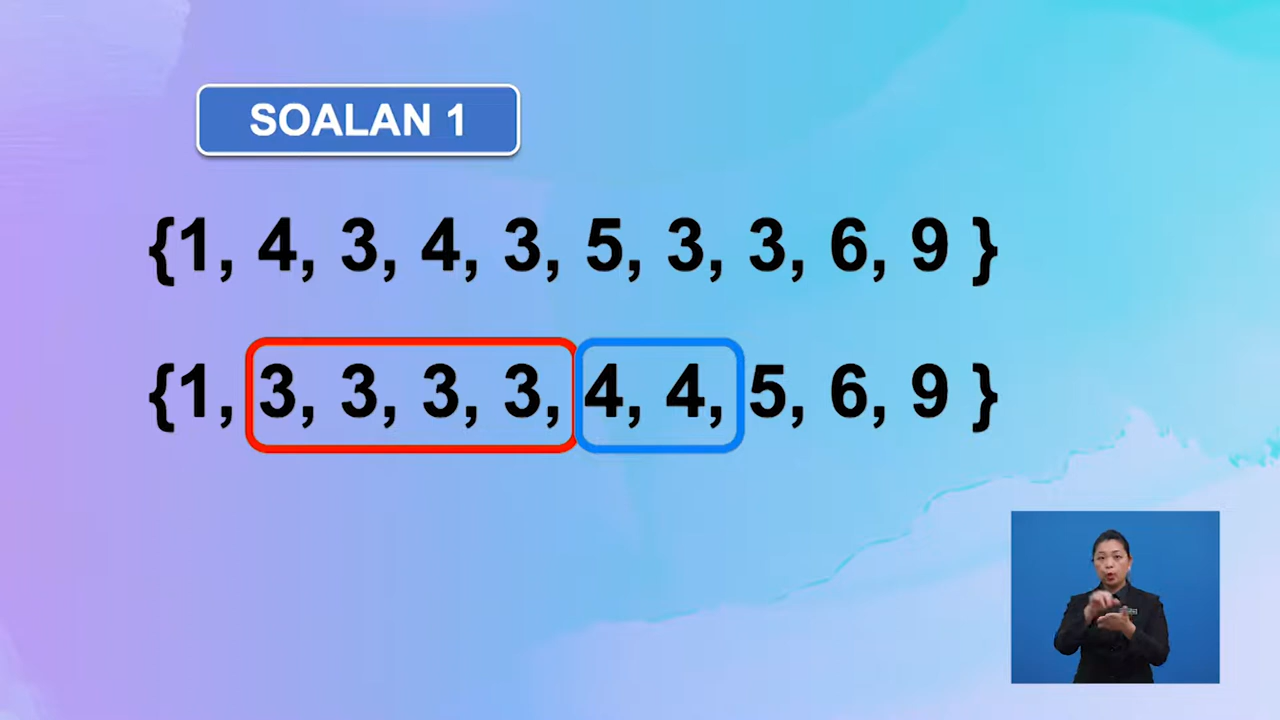 SOALAN 1
{1, 4, 3, 4, 3, 5, 3, 3, 6, 9 }
{1, 3, 3, 3, 3, 4, 4, 5, 6, 9 }